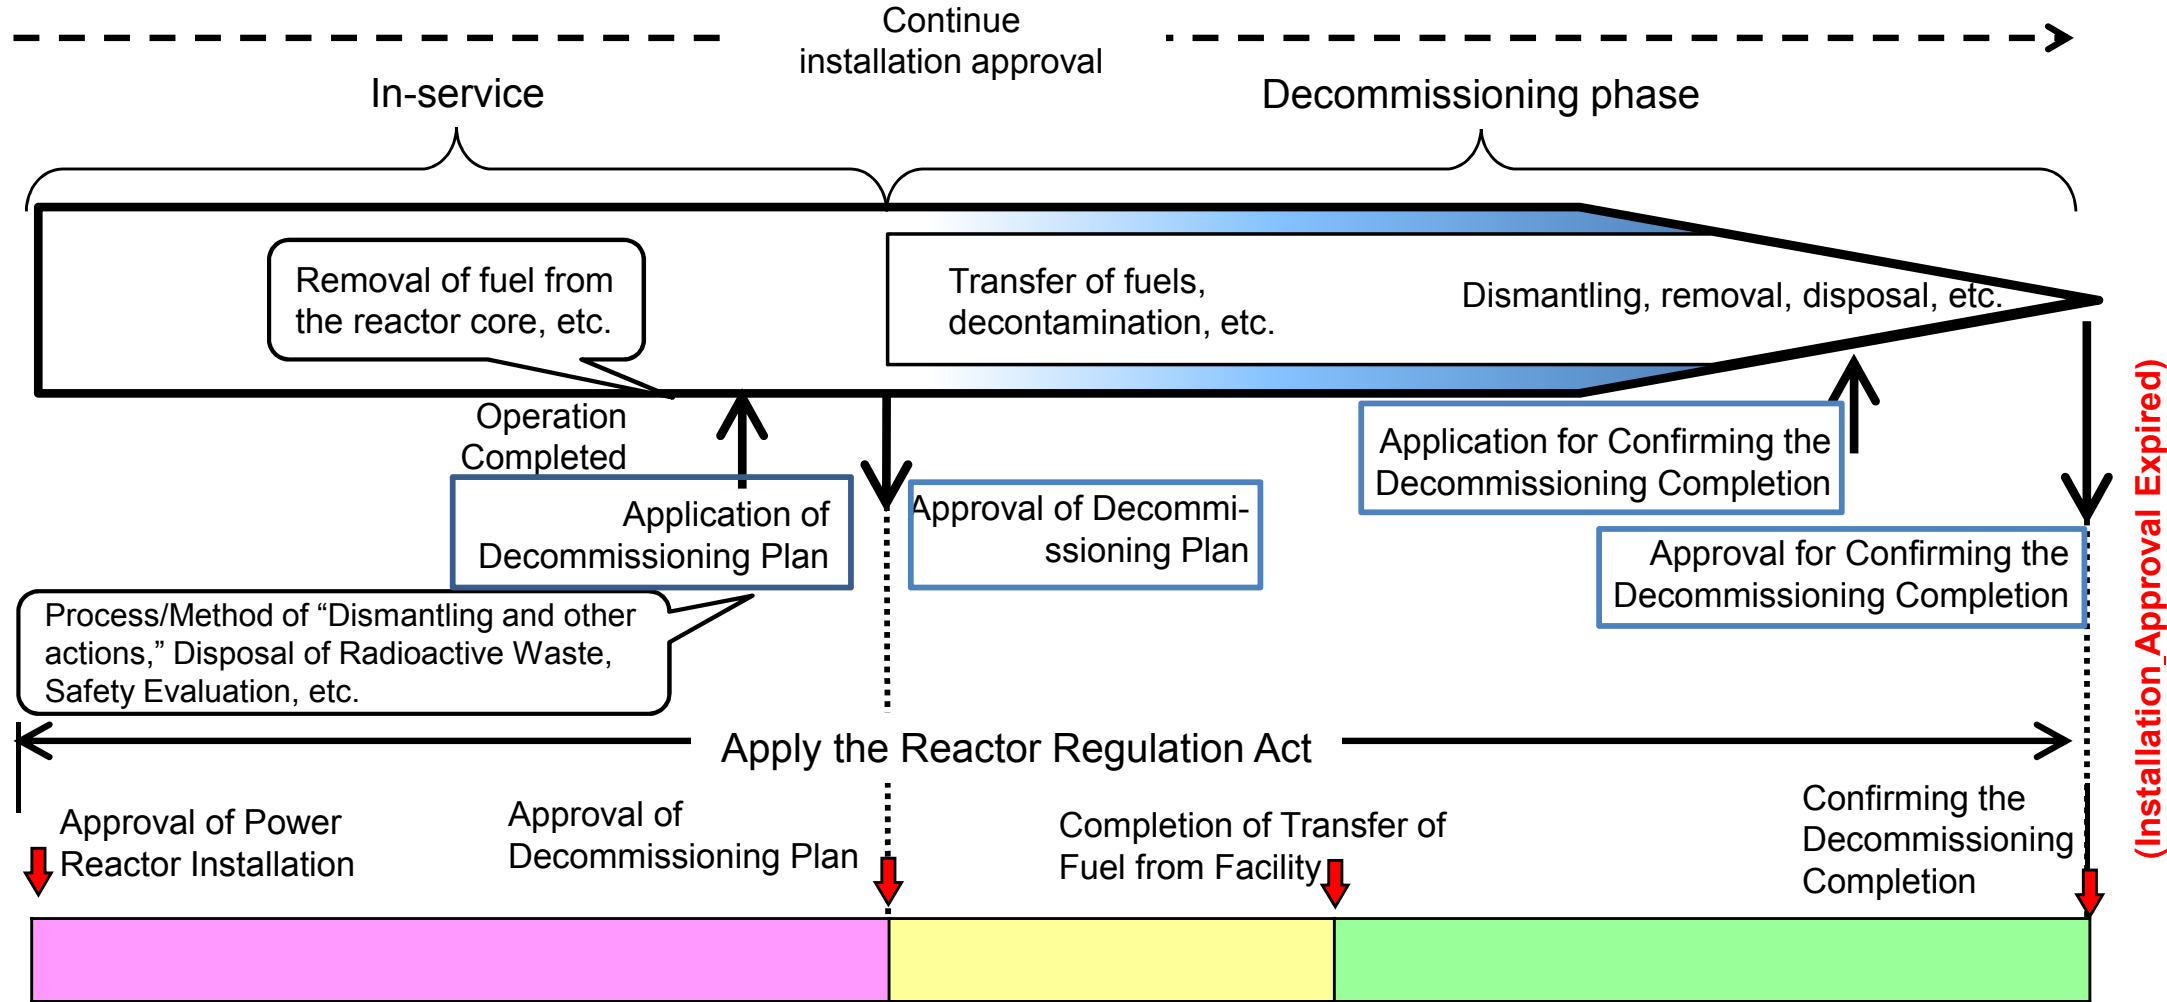 Continue
installation approval
In-service
Decommissioning phase
Removal of fuel from
the reactor core, etc.
Transfer of fuels,
decontamination, etc.
Dismantling, removal, disposal, etc.
Operation
Completed
Application of
Decommissioning Plan
Approval of Decommi-
ssioning Plan
Application for Confirming the
Decommissioning Completion
Approval for Confirming the
Decommissioning Completion
(Installation Approval Expired)
Process/Method of “Dismantling and other
actions,” Disposal of Radioactive Waste,
Safety Evaluation, etc.
Apply the Reactor Regulation Act
Approval of Power
Reactor Installation
Approval of
Decommissioning Plan
Completion of Transfer of
Fuel from Facility
Confirming the
Decommissioning
Completion